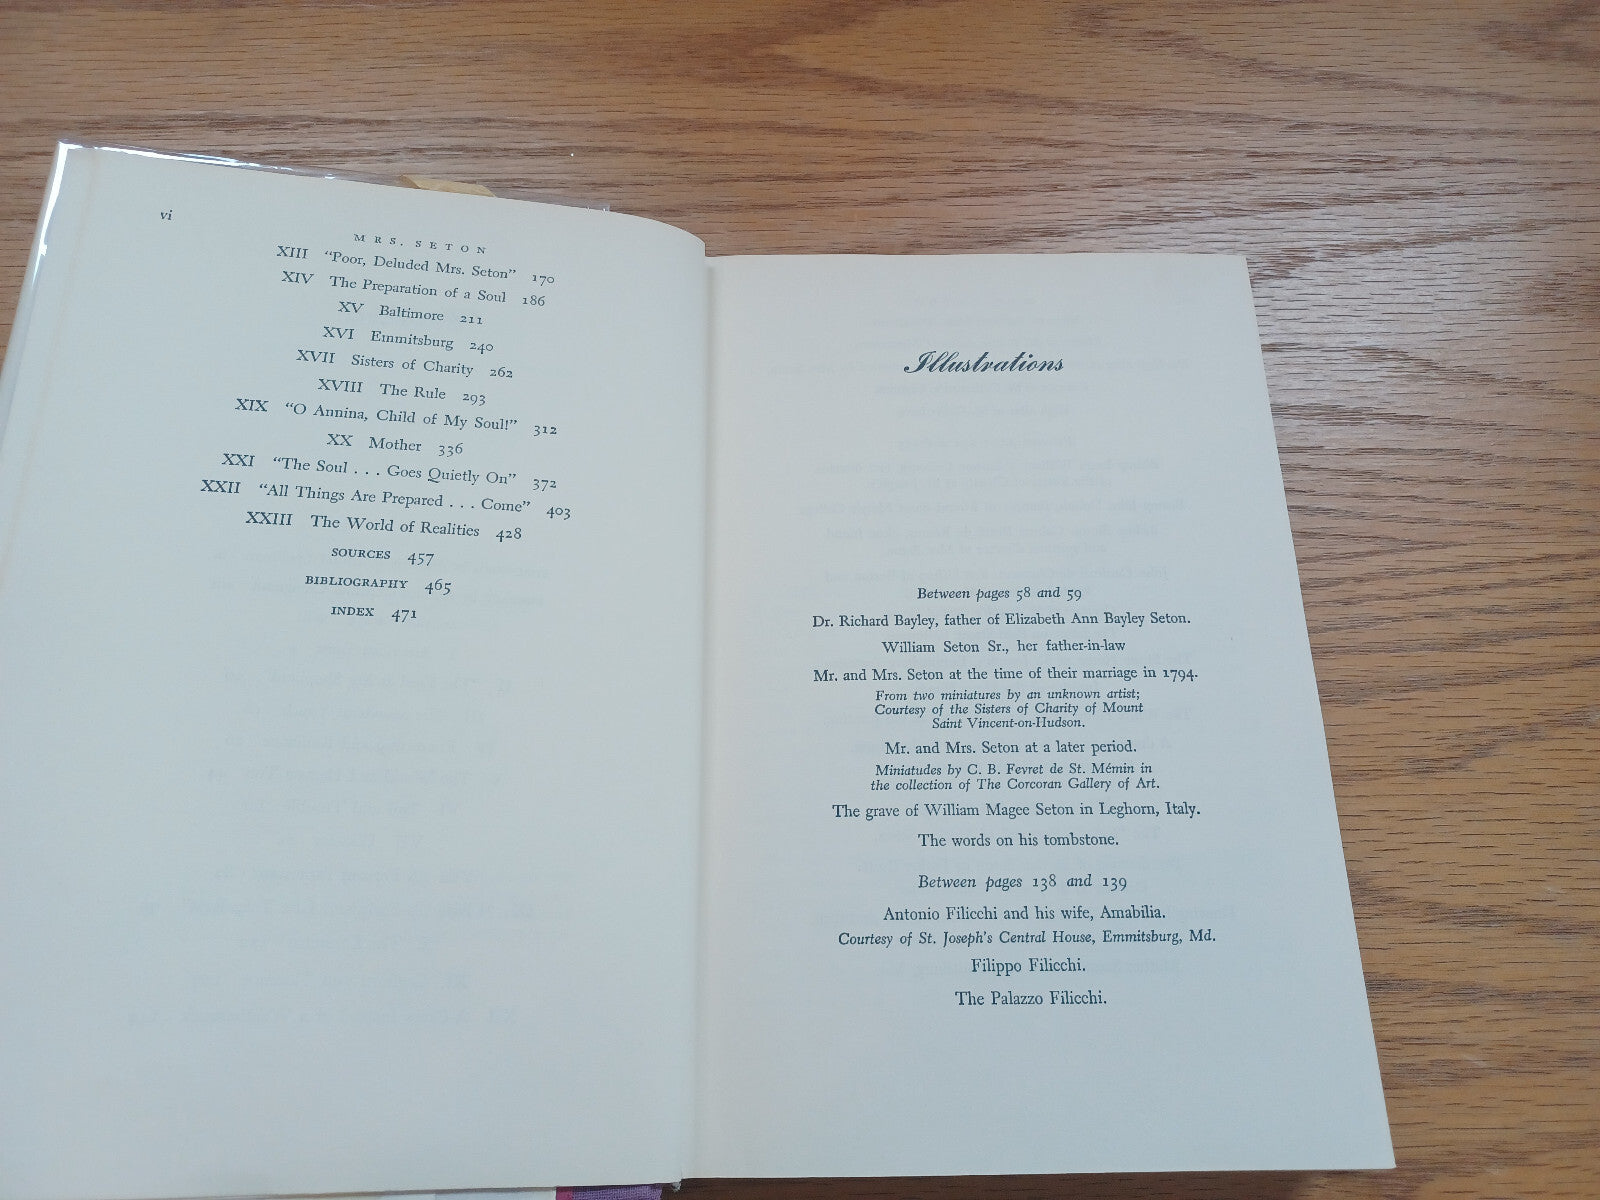 vi
MRS. SETON
XIII "Poor, Deluded Mrs. Seton" 170
XIV The Preparation of a Soul 186
XV Baltimore 211
XVI Emmitsburg 240
XVII Sisters of Charity 262
XVIII The Rule 293
XIX "O Annina, Child of My Soul!" 312
XX Mother 336
XXI "The Soul . . . Goes Quietly On" 372
XXII "All Things Are Prepared . . . Come" 403
XXIII The World of Realities 428
SOURCES 457
BIBLIOGRAPHY 465
INDEX 471
Illustrations
Between pages 58 and 59
Dr. Richard Bayley, father of Elizabeth Ann Bayley Seton.
William Seton Sr., her father-in-law
Mr. and Mrs. Seton at the time of their marriage in 1794.
From two miniatures by an unknown artist;
Courtesy of the Sisters of Charity of Mount
Saint Vincent-on-Hudson.
Mr. and Mrs. Seton at a later period.
Miniatudes by C. B. Fevret de St. Mémin in
the collection of The Corcoran Gallery of Art.
The grave of William Magee Seton in Leghorn, Italy.
The words on his tombstone.
Between pages 138 and 139
Antonio Filicchi and his wife, Amabilia.
Courtesy of St. Joseph's Central House, Emmitsburg, Md.
Filippo Filicchi.
The Palazzo Filicchi.